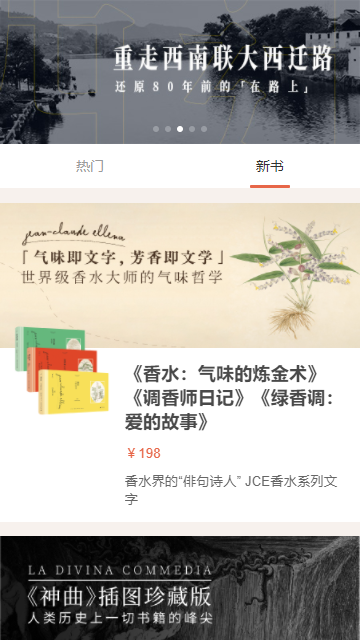 重走西南联大西迁路
还原80年前的「在路上」
热门
新书
jean-claude ellena
「气味即文字，芳香即文学」
世界级香水大师的气味哲学
《香水：气味的炼金术》
《调香师日记》《绿香调：
爱的故事》
￥198
香水界的“俳句诗人” JCE香水系列文
字
LA DIVINA COMMEDIA
《神曲》插图珍藏版
人类历史上一切书籍的峰尖